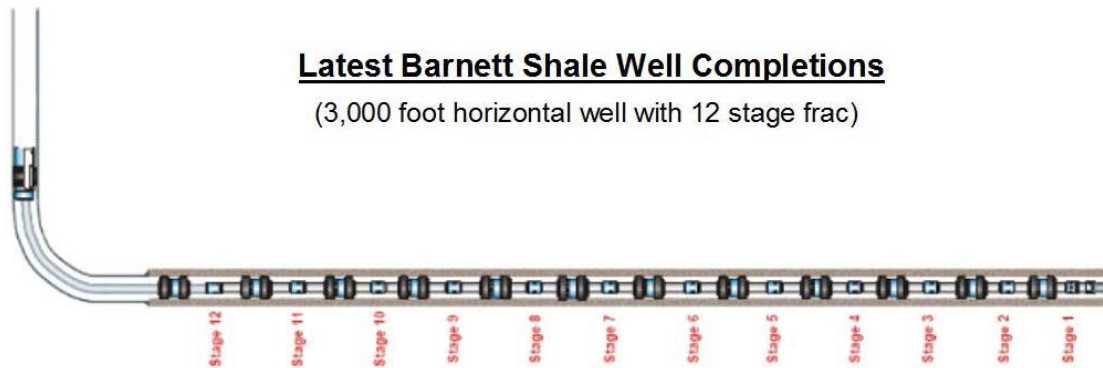 Latest Barnett Shale Well Completions
(3,000 foot horizontal well with 12 stage frac)
Stage 12
Stage 11
Stage 10
Stage 9
Stage 8
Stage 7
Stage 6
Stage 5
Stage 4
Stage 3
Stage 2
Stage 1